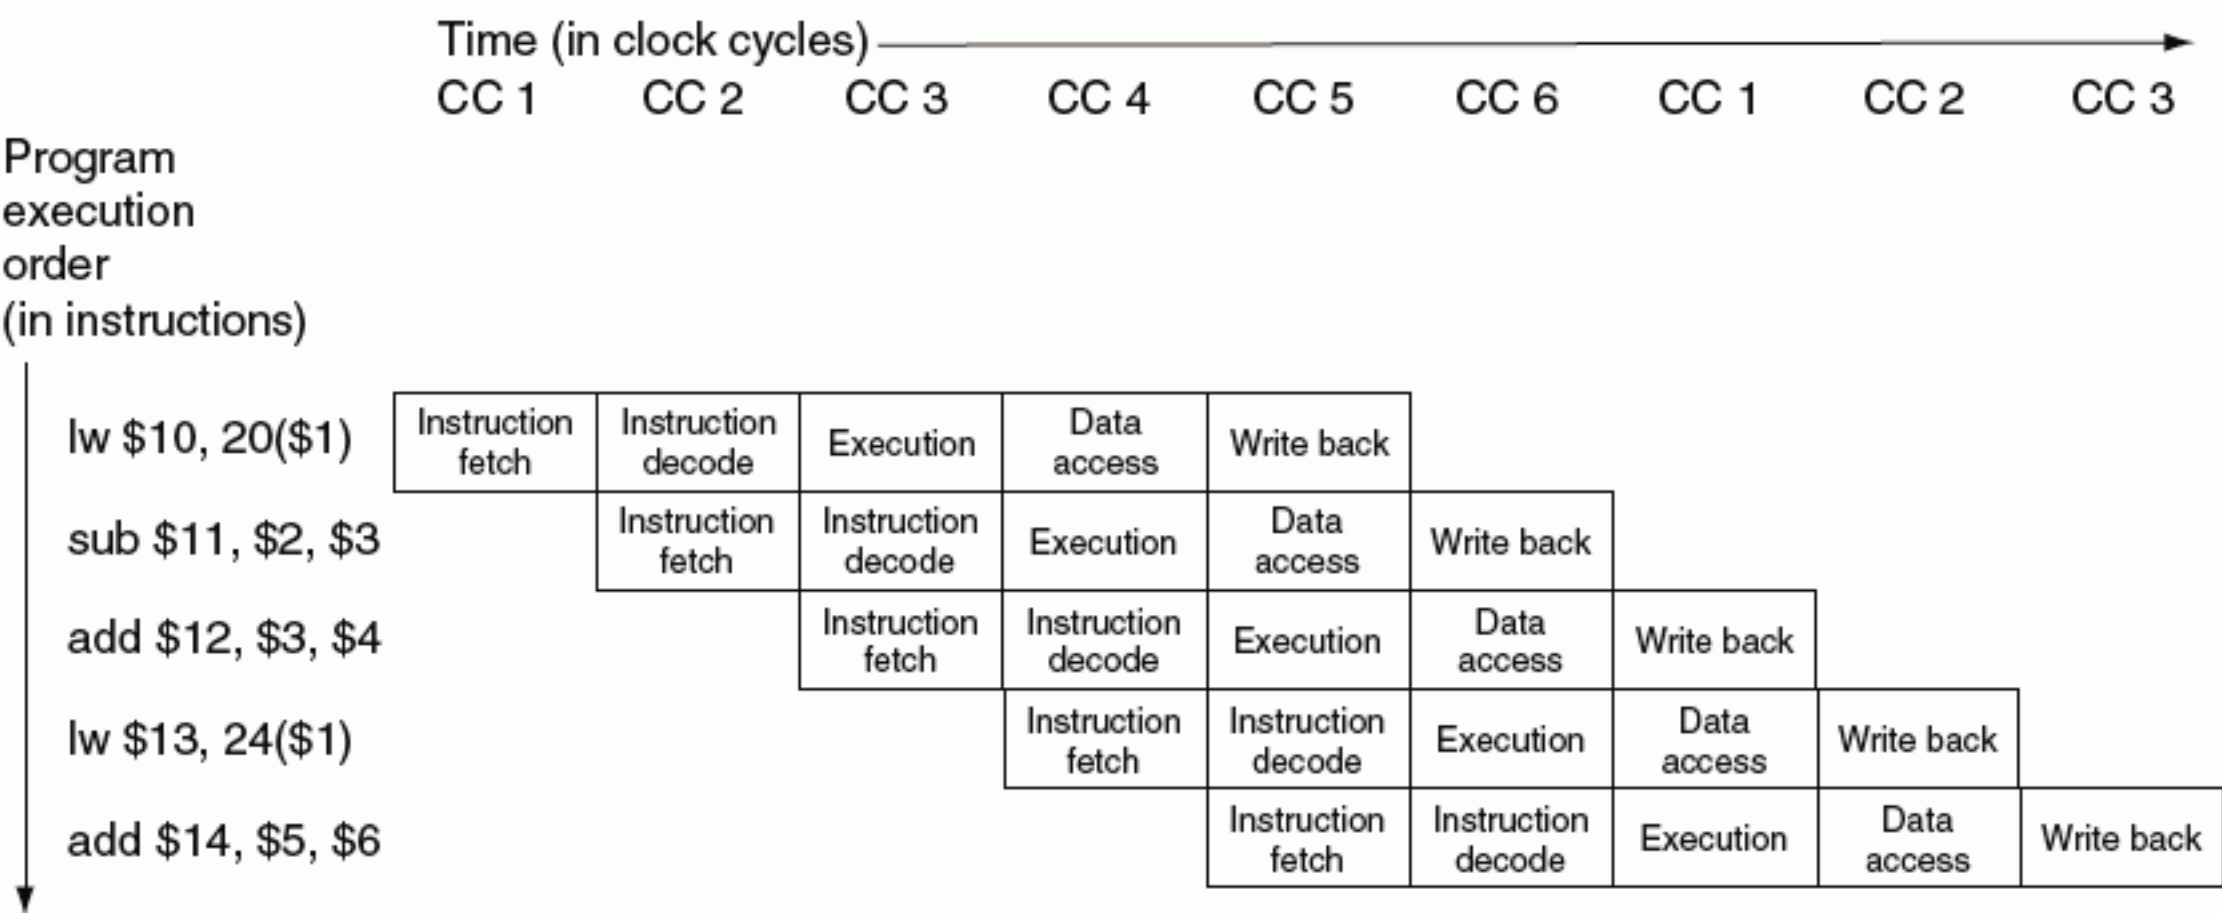 Time (in clock cycles)
CC 1 CC 2 CC 3 CC 4 CC 5 CC 6 CC 1 CC 2 CC 3
Program
execution
order
(in instructions)
lw $10, 20($1)
Instruction
fetch
Instruction
decode
Execution
Data
access
Write back
sub $11, $2, $3
Instruction
fetch
Instruction
decode
Execution
Data
access
Write back
add $12, $3, $4
Instruction
fetch
Instruction
decode
Execution
Data
access
Write back
lw $13, 24($1)
Instruction
fetch
Instruction
decode
Execution
Data
access
Write back
add $14, $5, $6
Instruction
fetch
Instruction
decode
Execution
Data
access
Write back